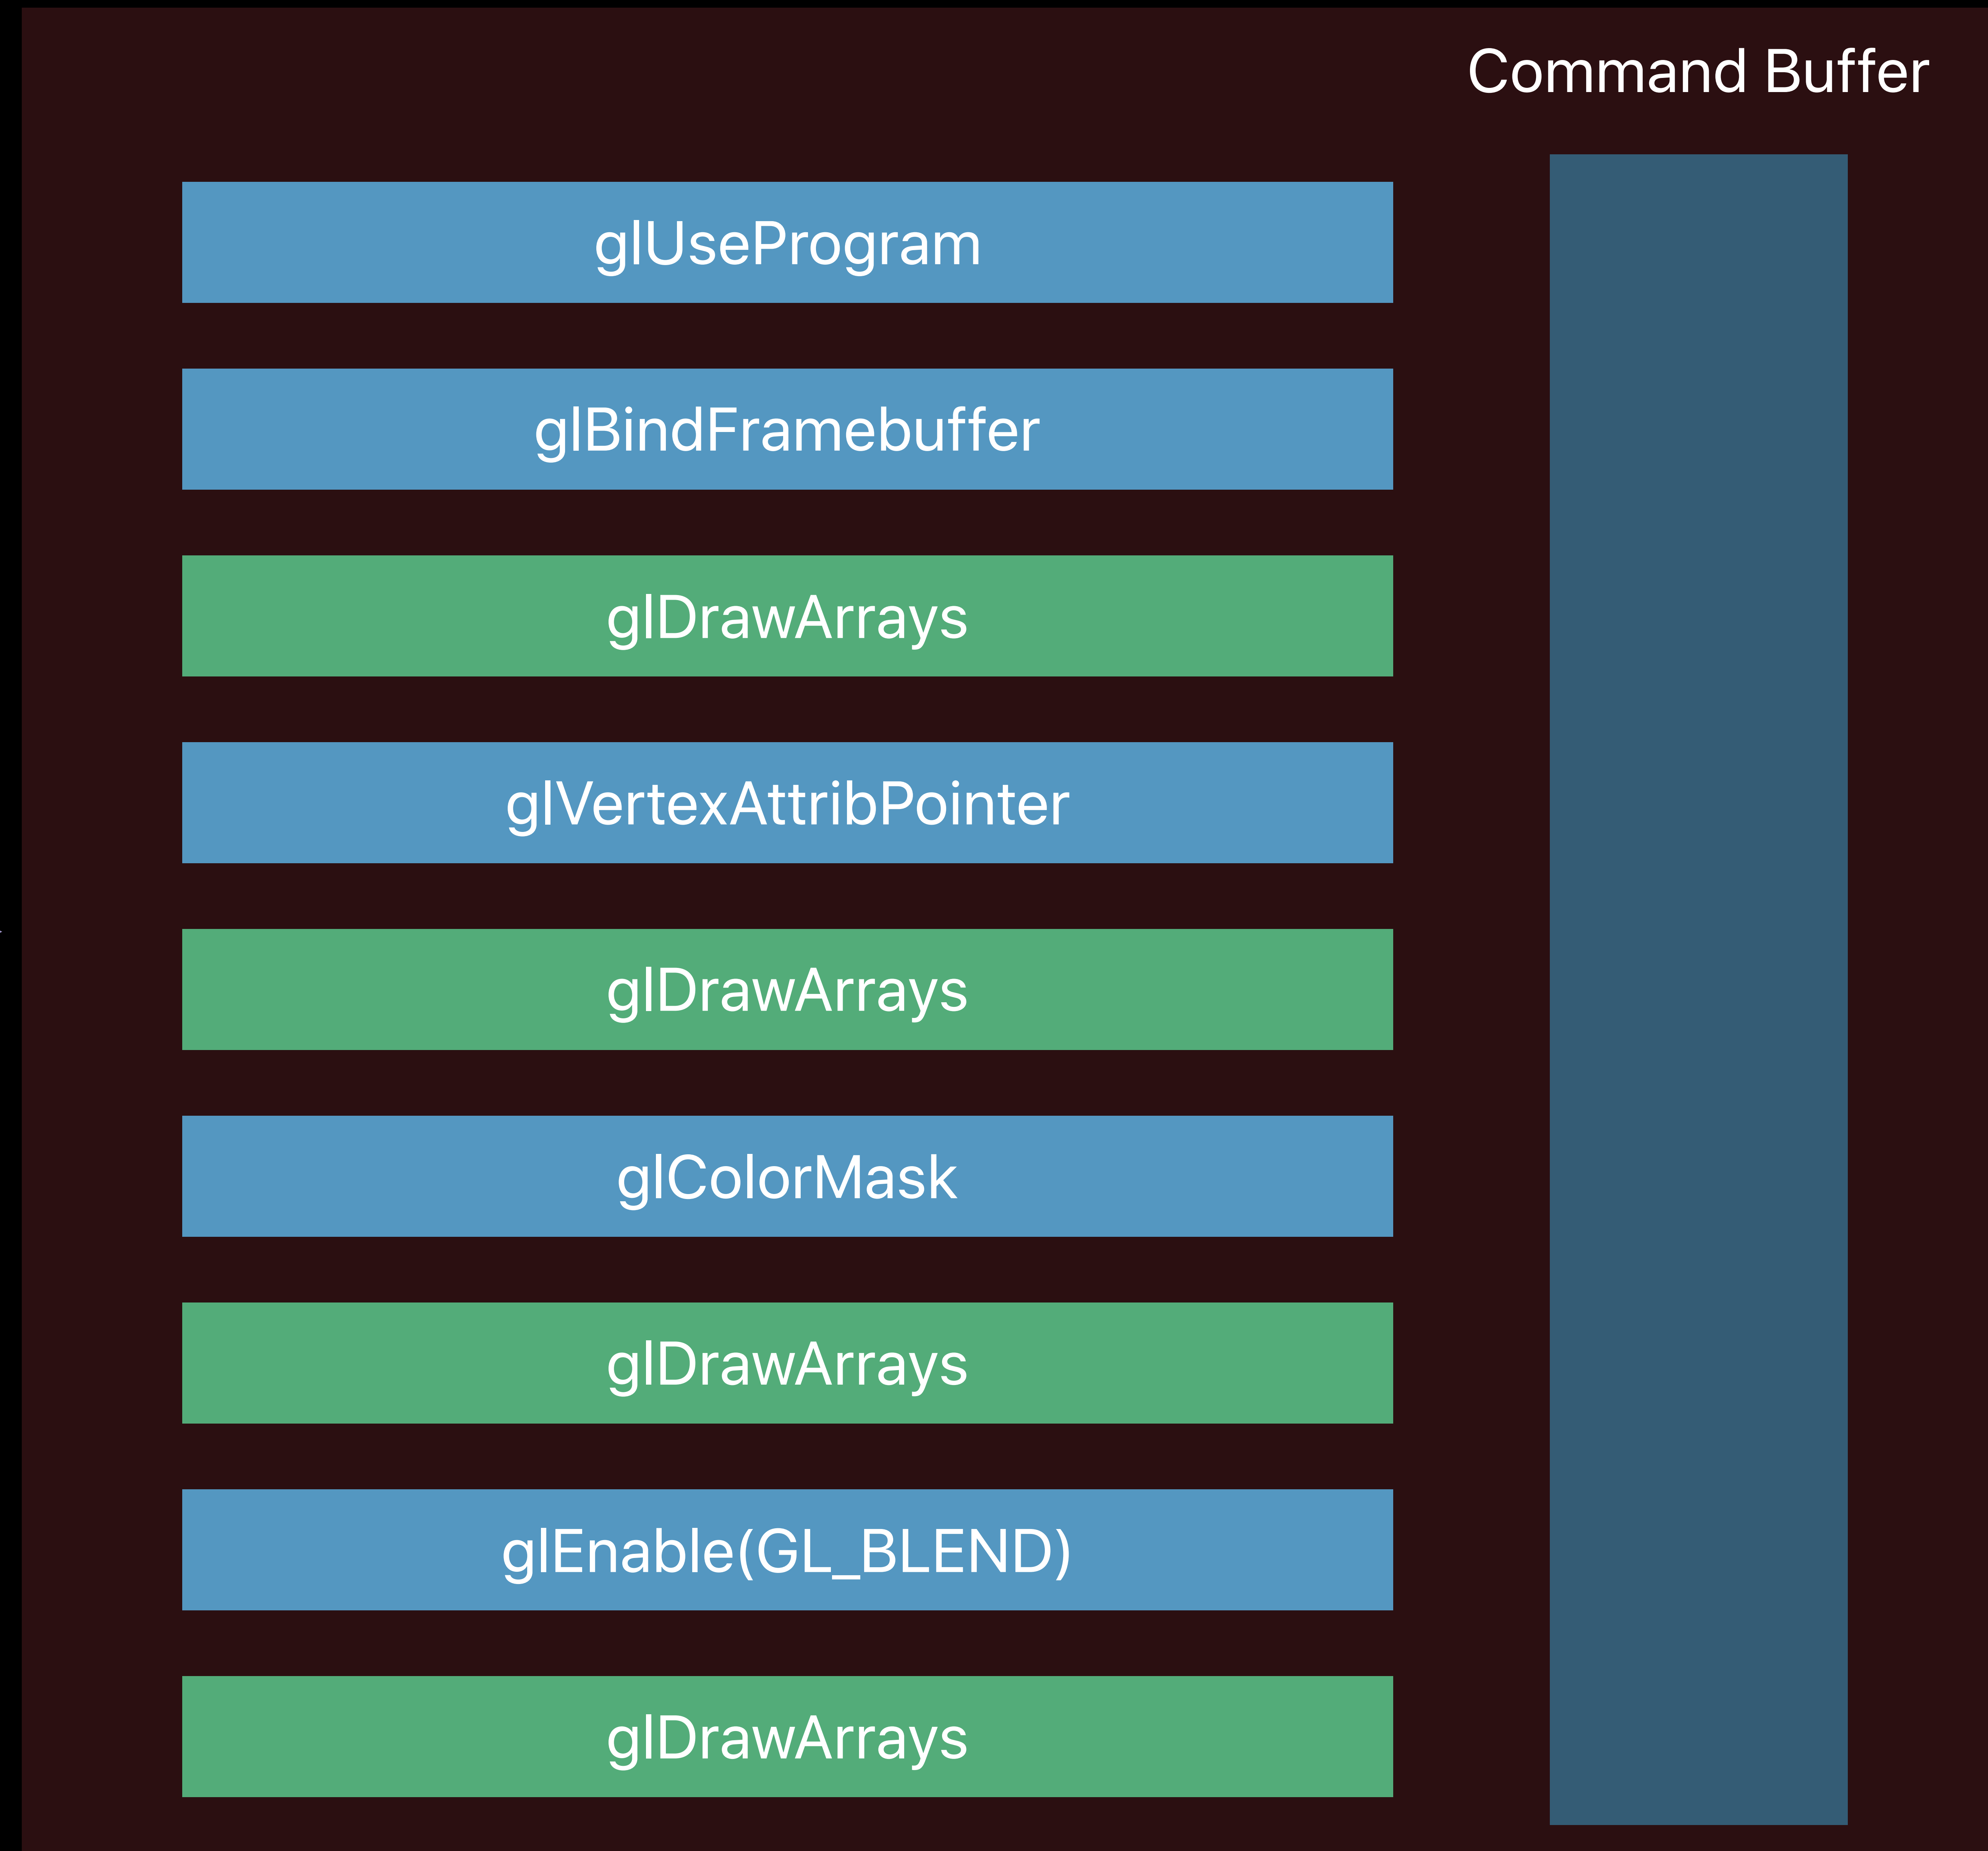 Command Buffer
glUseProgram
glBindFramebuffer
glDrawArrays
glVertexAttribPointer
glDrawArrays
glColorMask
glDrawArrays
glEnable(GL_BLEND)
glDrawArrays